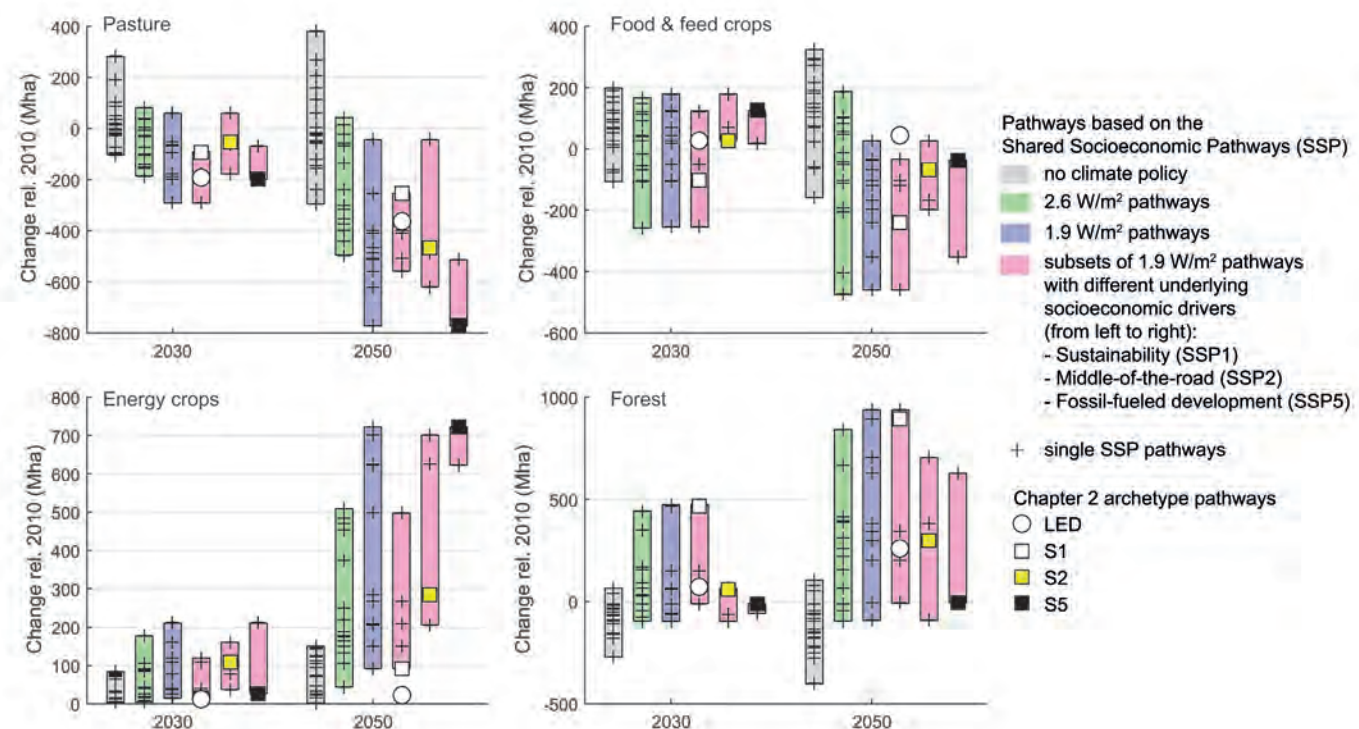 Pasture
Change rel. 2010 (Mha)
400
200
0
-200
-400
-600
-800
2030
2050
Food & feed crops
Change rel. 2010 (Mha)
400
200
0
-200
-400
-600
2030
2050
Energy crops
Change rel. 2010 (Mha)
800
700
600
500
400
300
200
100
0
2030
2050
Forest
Change rel. 2010 (Mha)
1000
500
0
-500
2030
2050
Pathways based on the
Shared Socioeconomic Pathways (SSP)
no climate policy
2.6 W/m² pathways
1.9 W/m² pathways
subsets of 1.9 W/m² pathways
with different underlying
socioeconomic drivers
(from left to right):
- Sustainability (SSP1)
- Middle-of-the-road (SSP2)
- Fossil-fueled development (SSP5)
single SSP pathways
Chapter 2 archetype pathways
LED
S1
S2
S5